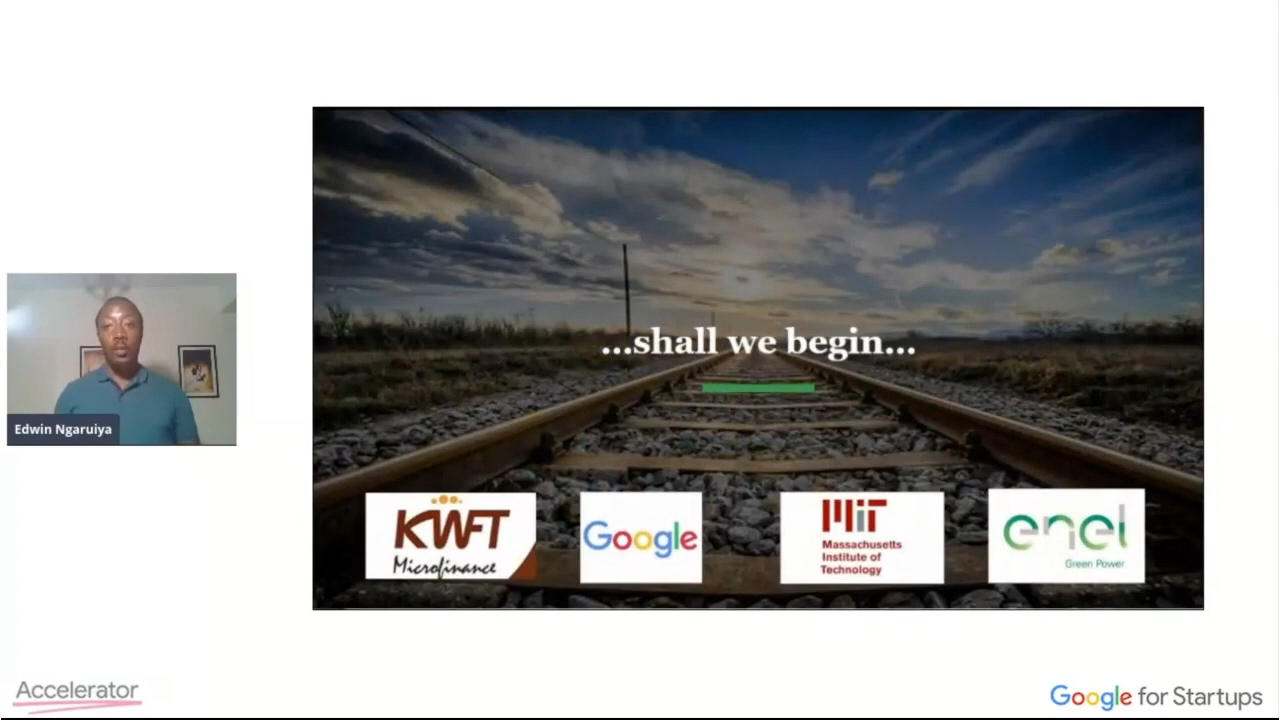 ...shall we begin...
Edwin Ngaruiya
KWFT
Microfinance
Google
MiT
Massachusetts
Institute of
Technology
enel
Green Power
Accelerator
Google for Startups